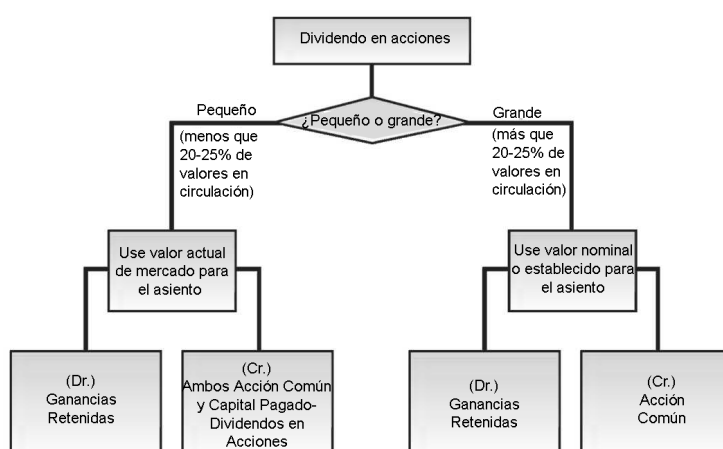 Dividendo en acciones
¿Pequeño o grande?
Pequeño
(menos que
20-25% de
valores en
circulación)
Grande
(más que
20-25% de
valores en
circulación)
Use valor actual
de mercado para
el asiento
Use valor nominal
o establecido para
el asiento
(Dr.)
Ganancias
Retenidas
(Cr.)
Ambos Acción Común
y Capital Pagado-
Dividendos en
Acciones
(Dr.)
Ganancias
Retenidas
(Cr.)
Acción
Común